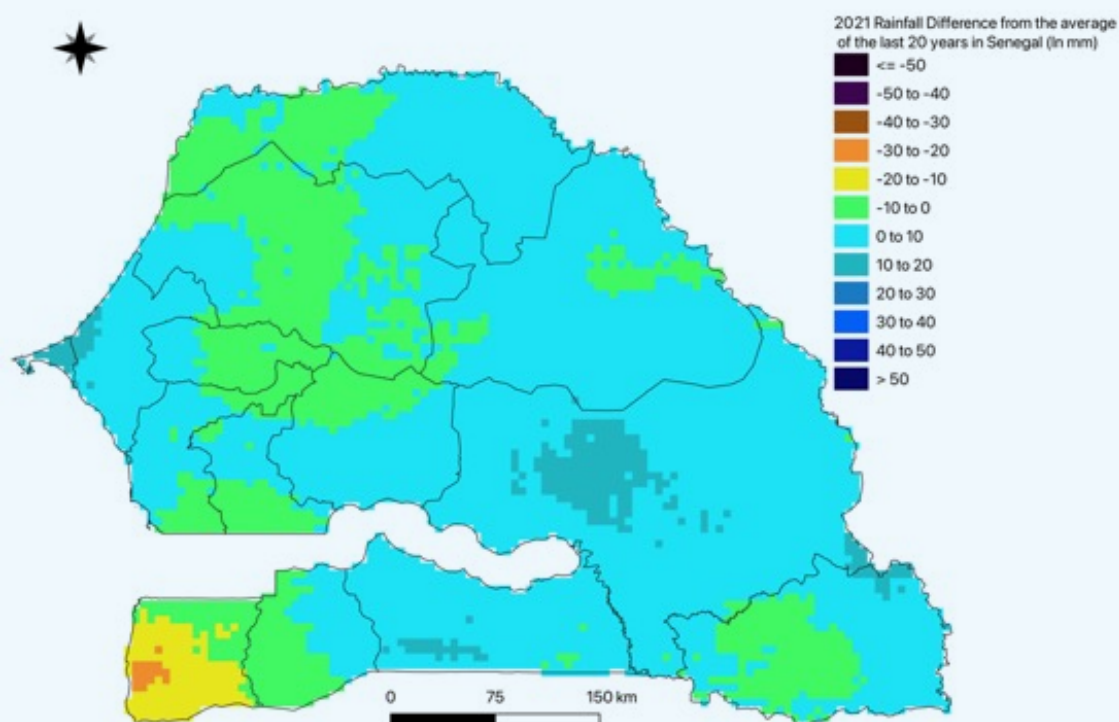 2021 Rainfall Difference from the average
of the last 20 years in Senegal (In mm)
<= -50
-50 to -40
-40 to -30
-30 to -20
-20 to -10
-10 to 0
0 to 10
10 to 20
20 to 30
30 to 40
40 to 50
> 50
0 75 150 km